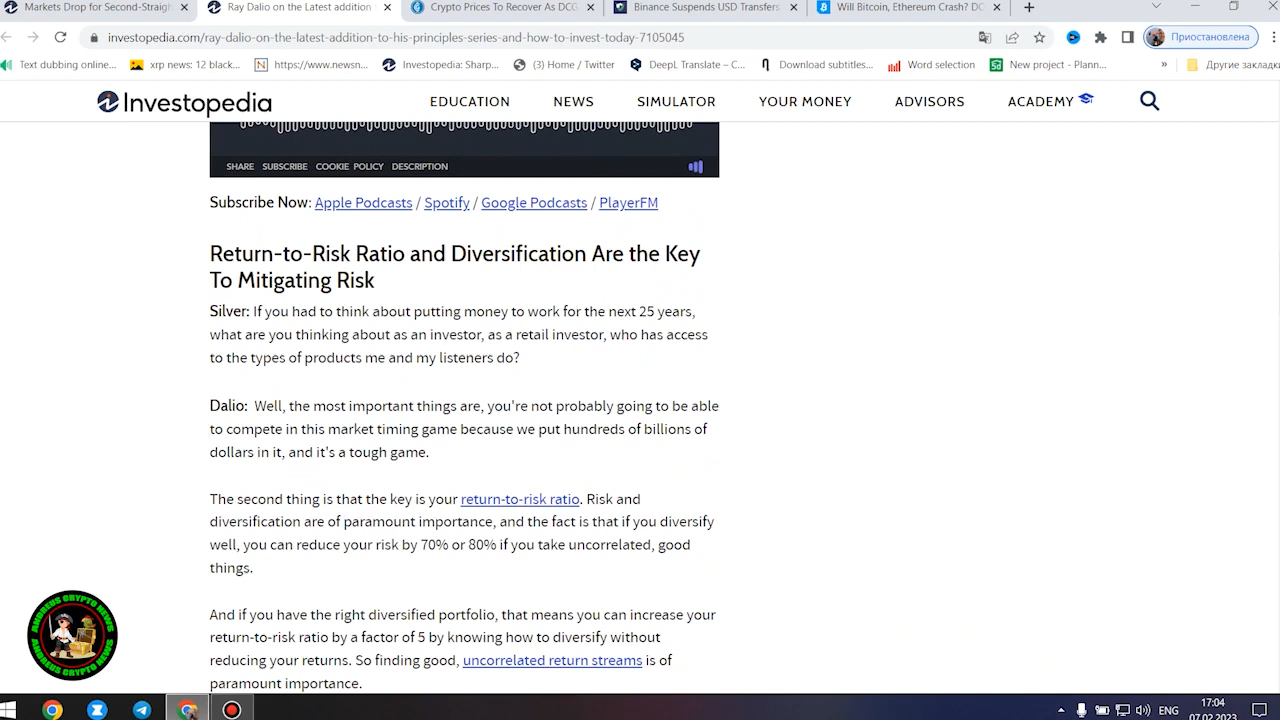 Markets Drop for Second-Straigh
Ray Dalio on the Latest addition
Crypto Prices To Recover As DCG
Binance Suspends USD Transfers
Will Bitcoin, Ethereum Crash? DC
investopedia.com/ray-dalio-on-the-latest-addition-to-his-principles-series-and-how-to-invest-today-7105045
Приостановлена
Text dubbing online...
xrp news: 12 black...
https://www.newsn...
Investopedia: Sharp...
(3) Home / Twitter
DeepL Translate – C...
Download subtitles...
Word selection
New project - Plann...
»
Другие закладки
Investopedia
EDUCATION
NEWS
SIMULATOR
YOUR MONEY
ADVISORS
ACADEMY
SHARE SUBSCRIBE COOKIE POLICY DESCRIPTION
Subscribe Now: Apple Podcasts / Spotify / Google Podcasts / PlayerFM
Return-to-Risk Ratio and Diversification Are the Key
To Mitigating Risk
Silver: If you had to think about putting money to work for the next 25 years,
what are you thinking about as an investor, as a retail investor, who has access
to the types of products me and my listeners do?
Dalio: Well, the most important things are, you're not probably going to be able
to compete in this market timing game because we put hundreds of billions of
dollars in it, and it's a tough game.
The second thing is that the key is your return-to-risk ratio. Risk and
diversification are of paramount importance, and the fact is that if you diversify
well, you can reduce your risk by 70% or 80% if you take uncorrelated, good
things.
And if you have the right diversified portfolio, that means you can increase your
return-to-risk ratio by a factor of 5 by knowing how to diversify without
reducing your returns. So finding good, uncorrelated return streams is of
paramount importance.
ANDREUS CRYPTO NEWS
ANDREUS CRYPTO NEWS
ENG
17:04
07.02.2023